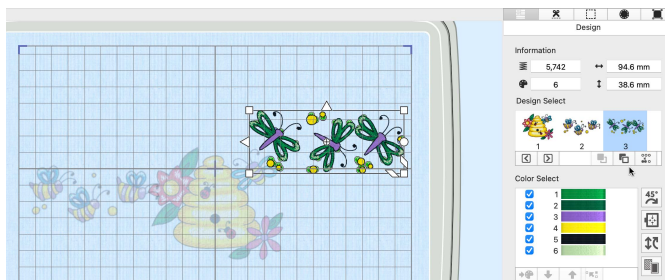 Design
Information
5,742 94.6 mm
6 38.6 mm
Design Select
1 2 3
Color Select
1
2
3
4
5
6
45°